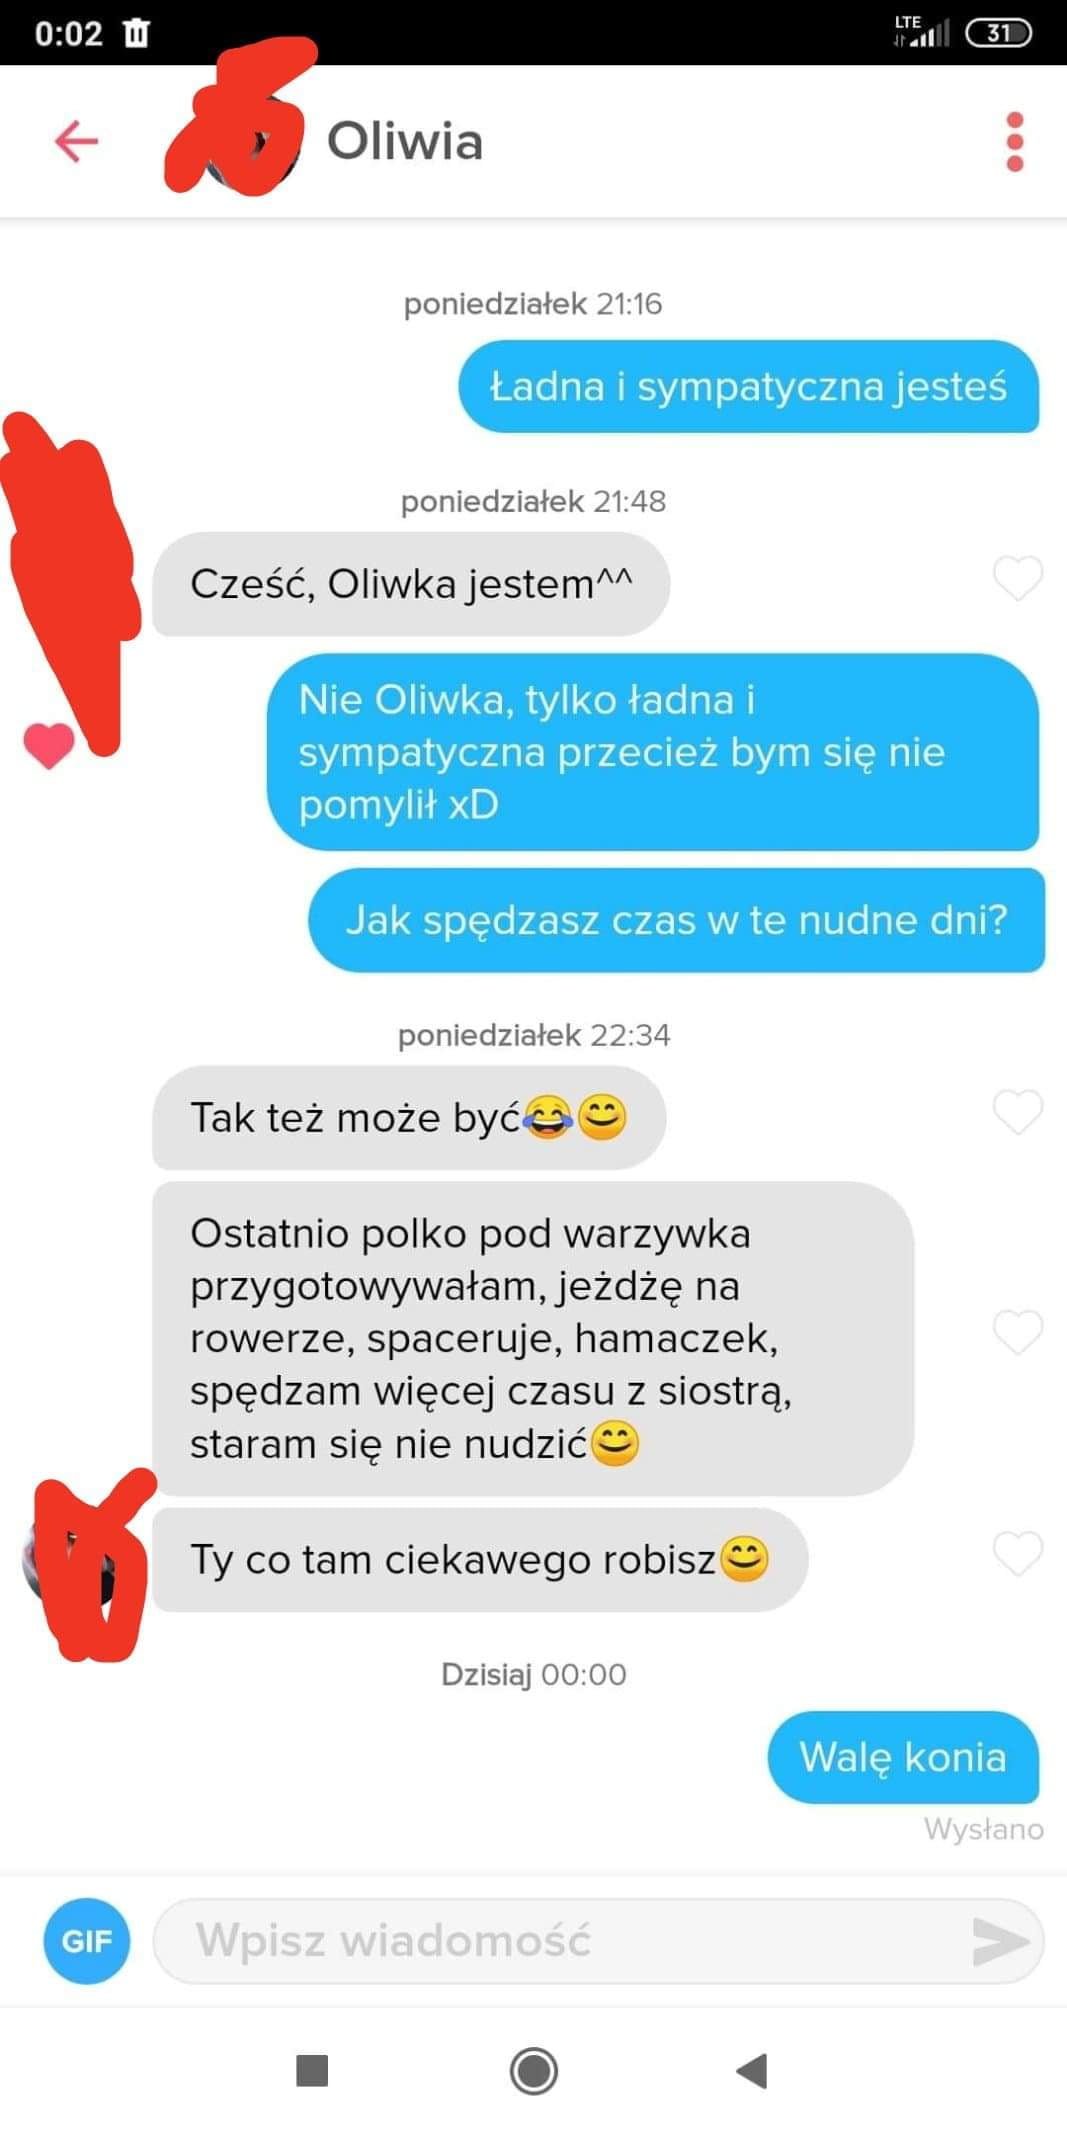 0:02
LTE
31
Oliwia
poniedziałek 21:16
Ładna i sympatyczna jesteś
poniedziałek 21:48
Cześć, Oliwka jestem^^
Nie Oliwka, tylko ładna i
sympatyczna przecież bym się nie
pomylił xD
Jak spędzasz czas w te nudne dni?
poniedziałek 22:34
Tak też może być😂😊
Ostatnio polko pod warzywka
przygotowywałam, jeżdżę na
rowerze, spaceruje, hamaczek,
spędzam więcej czasu z siostrą,
staram się nie nudzić😊
Ty co tam ciekawego robisz😊
Dzisiaj 00:00
Walę konia
Wysłano
GIF
Wpisz wiadomość